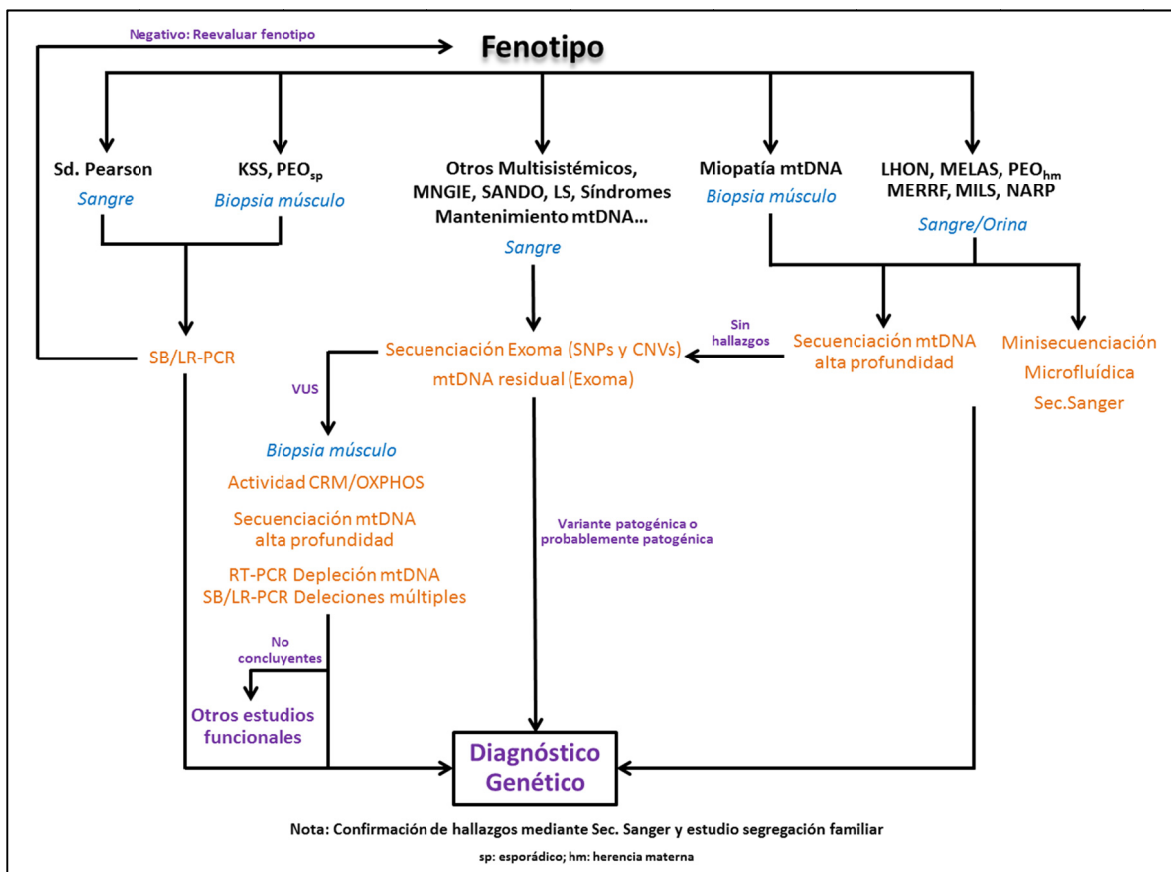 Negativo: Reevaluar fenotipo
Fenotipo
Sd. Pearson
Sangre
KSS, PEOsp
Biopsia músculo
Otros Multisistémicos,
MNGIE, SANDO, LS, Síndromes
Mantenimiento mtDNA...
Sangre
Miopatía mtDNA
Biopsia músculo
LHON, MELAS, PEOhm
MERRF, MILS, NARP
Sangre/Orina
SB/LR-PCR
Secuenciación Exoma (SNPs y CNVs)
mtDNA residual (Exoma)
Sin
hallazgos
Secuenciación mtDNA
alta profundidad
Minisecuenciación
Microfluídica
Sec.Sanger
VUS
Biopsia músculo
Actividad CRM/OXPHOS
Secuenciación mtDNA
alta profundidad
RT-PCR Depleción mtDNA
SB/LR-PCR Deleciones múltiples
Variante patogénica o
probablemente patogénica
No
concluyentes
Otros estudios
funcionales
Diagnóstico
Genético
Nota: Confirmación de hallazgos mediante Sec. Sanger y estudio segregación familiar
sp: esporádico; hm: herencia materna